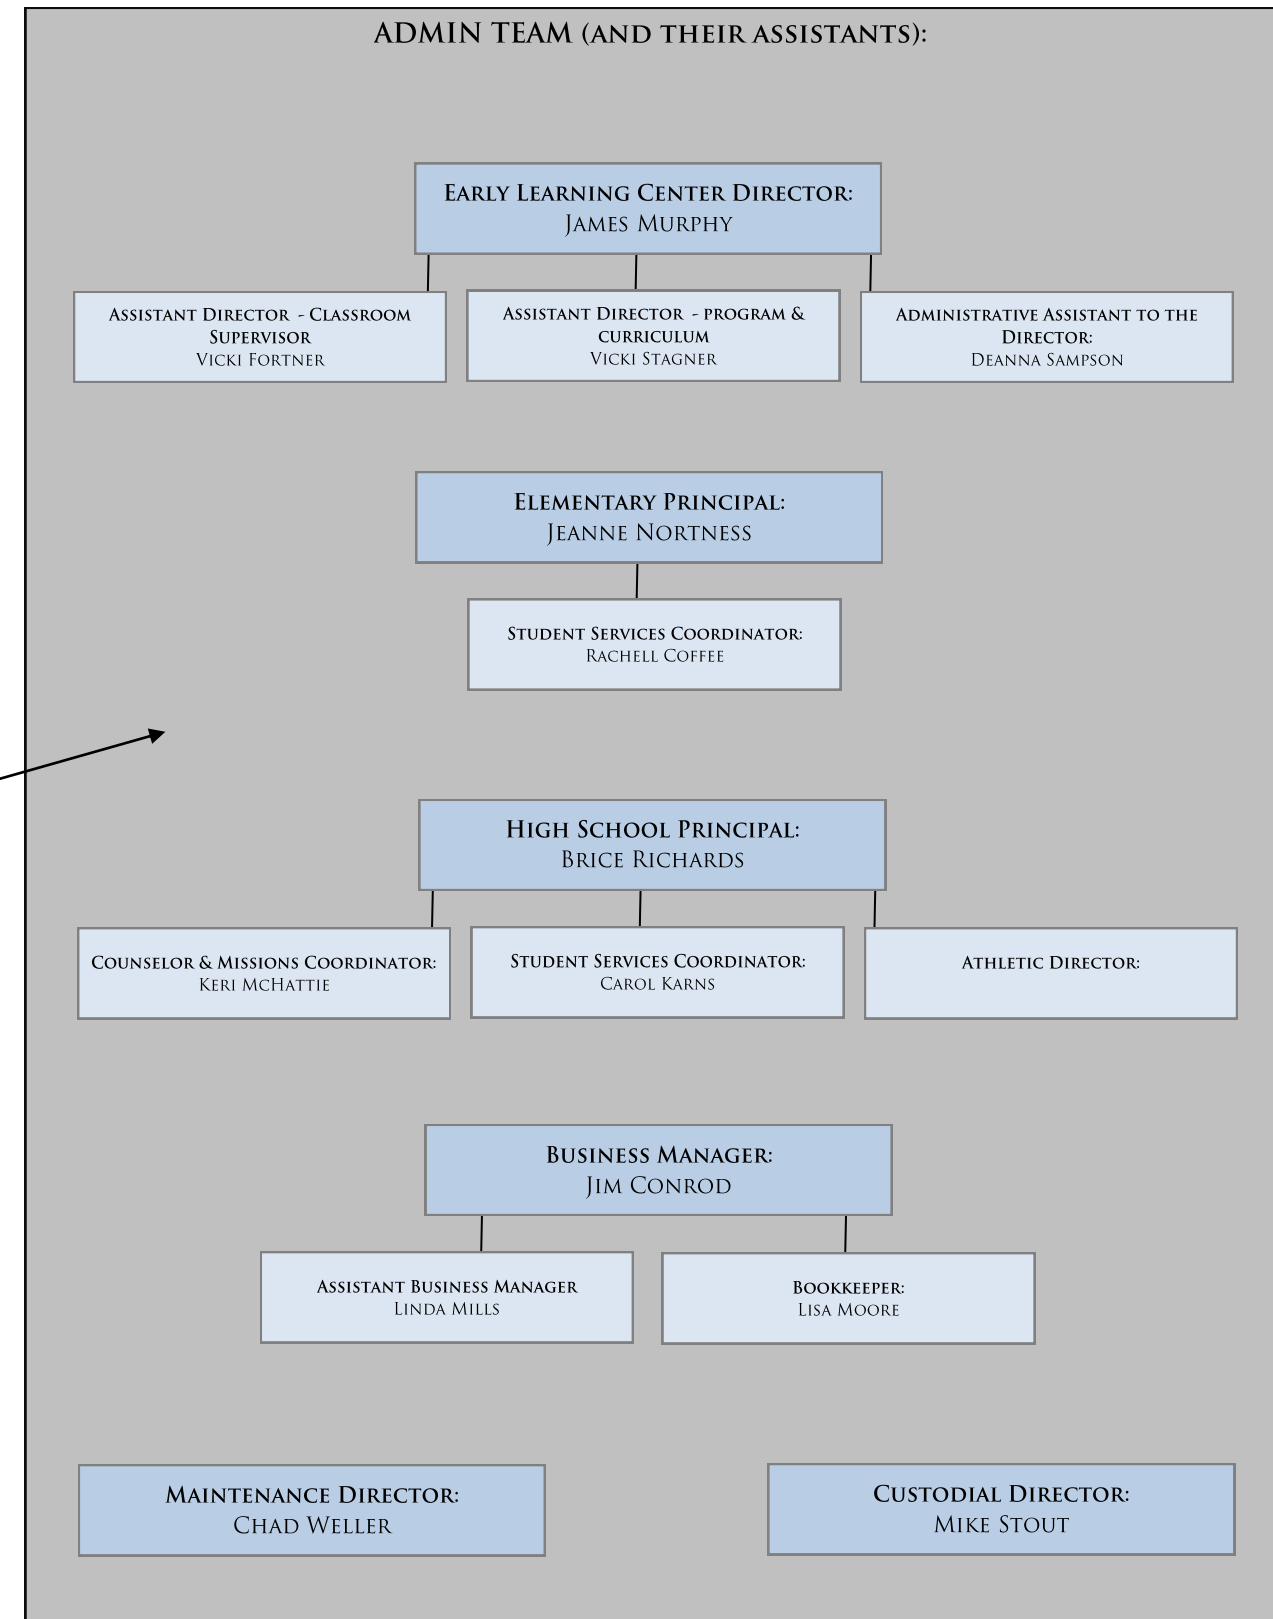 ADMIN TEAM (AND THEIR ASSISTANTS):
EARLY LEARNING CENTER DIRECTOR:
JAMES MURPHY
ASSISTANT DIRECTOR - CLASSROOM
SUPERVISOR
VICKI FORTNER
ASSISTANT DIRECTOR - PROGRAM &
CURRICULUM
VICKI STAGNER
ADMINISTRATIVE ASSISTANT TO THE
DIRECTOR:
DEANNA SAMPSON
ELEMENTARY PRINCIPAL:
JEANNE NORTNESS
STUDENT SERVICES COORDINATOR:
RACHELL COFFEE
HIGH SCHOOL PRINCIPAL:
BRICE RICHARDS
COUNSELOR & MISSIONS COORDINATOR:
KERI MCHATTIE
STUDENT SERVICES COORDINATOR:
CAROL KARNS
ATHLETIC DIRECTOR:
BUSINESS MANAGER:
JIM CONROD
ASSISTANT BUSINESS MANAGER
LINDA MILLS
BOOKKEEPER:
LISA MOORE
MAINTENANCE DIRECTOR:
CHAD WELLER
CUSTODIAL DIRECTOR:
MIKE STOUT